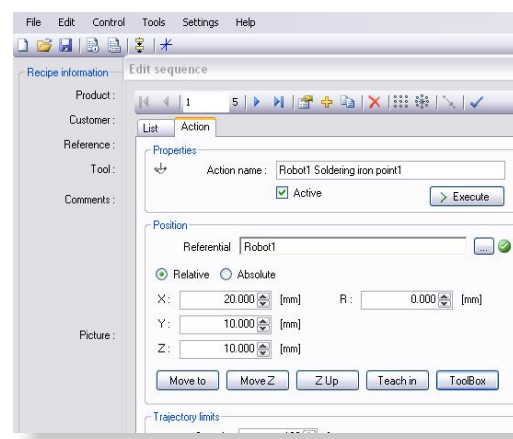 File Edit Control Tools Settings Help
Recipe information
Edit sequence
Product :
Customer :
Reference :
Tool :
Comments :
Picture :
1 5
List Action
Properties
Action name : Robot1 Soldering iron point1
Active
> Execute
Position
Referential Robot1 ...
Relative Absolute
X : 20.000 [mm] R : 0.000 [mm]
Y : 10.000 [mm]
Z : 10.000 [mm]
Move to Move Z Z Up Teach in ToolBox
Trajectory limits